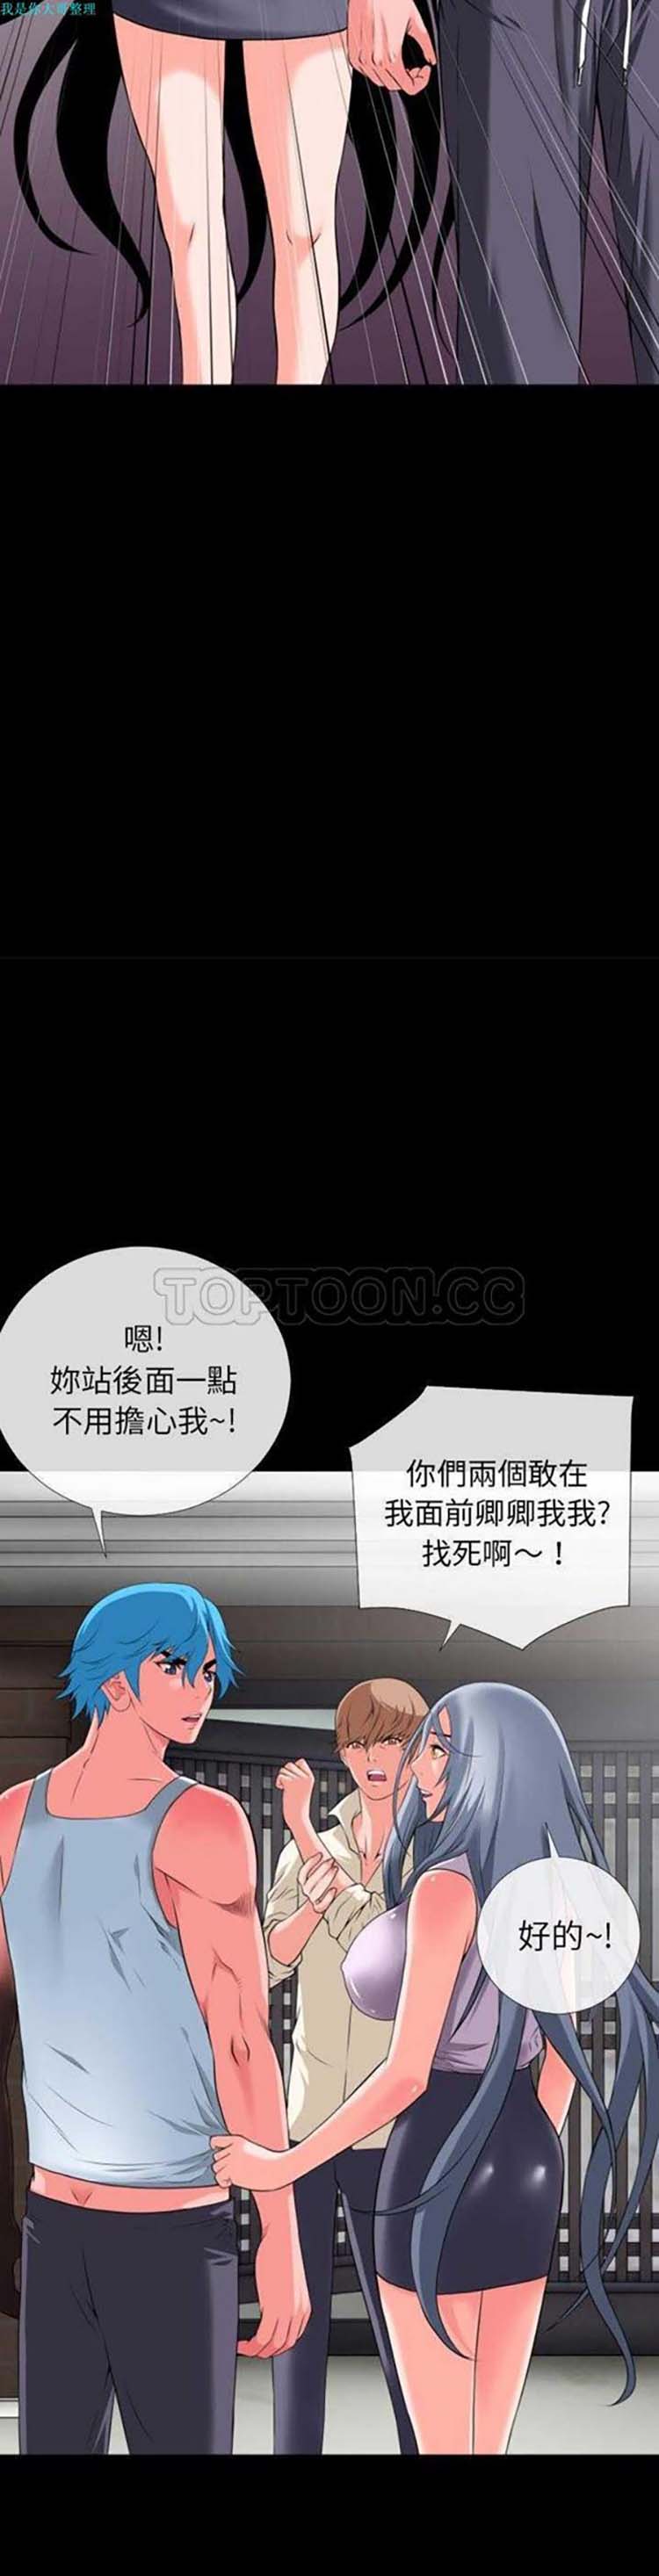 我是你大哥整理
TOPTOON.CC
嗯!
妳站後面一點
不用擔心我~!
你們兩個敢在
我面前卿卿我我?
找死啊～！
好的~!